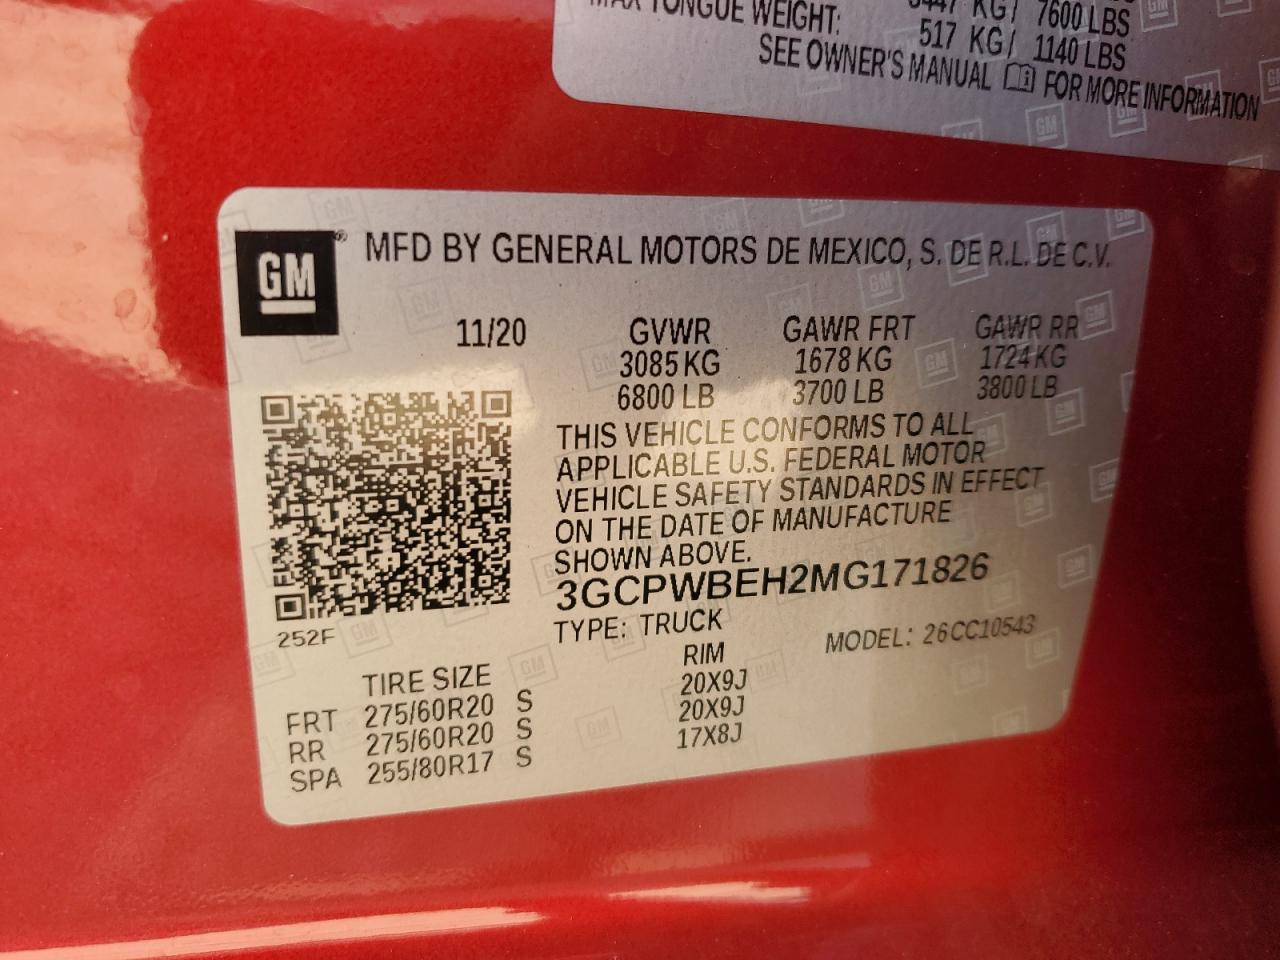 7600 LBS
MAX TONGUE WEIGHT: 517 KG/ 1140 LBS
SEE OWNER'S MANUAL FOR MORE INFORMATION
GM ® MFD BY GENERAL MOTORS DE MEXICO, S. DE R.L. DE C.V.
11/20 GVWR GAWR FRT GAWR RR
3085 KG 1678 KG 1724 KG
6800 LB 3700 LB 3800 LB
THIS VEHICLE CONFORMS TO ALL
APPLICABLE U.S. FEDERAL MOTOR
VEHICLE SAFETY STANDARDS IN EFFECT
ON THE DATE OF MANUFACTURE
SHOWN ABOVE.
3GCPWBEH2MG171826
252F
TYPE: TRUCK MODEL: 26CC10543
TIRE SIZE RIM
FRT 275/60R20 S 20X9J
RR 275/60R20 S 20X9J
SPA 255/80R17 S 17X8J